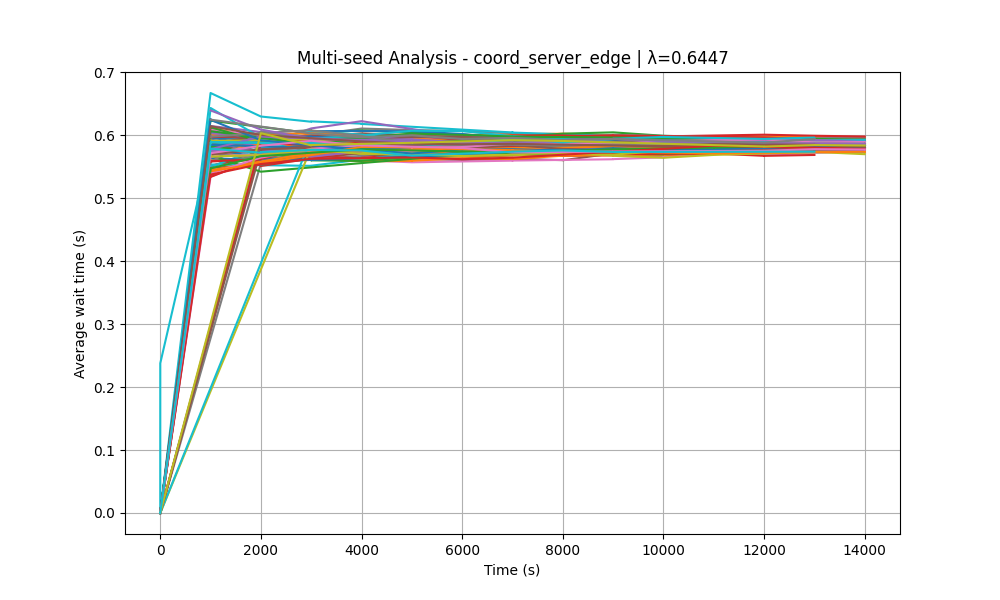 Multi-seed Analysis - coord_server_edge | λ=0.6447
Average wait time (s)
0.7
0.6
0.5
0.4
0.3
0.2
0.1
0.0
0 2000 4000 6000 8000 10000 12000 14000
Time (s)